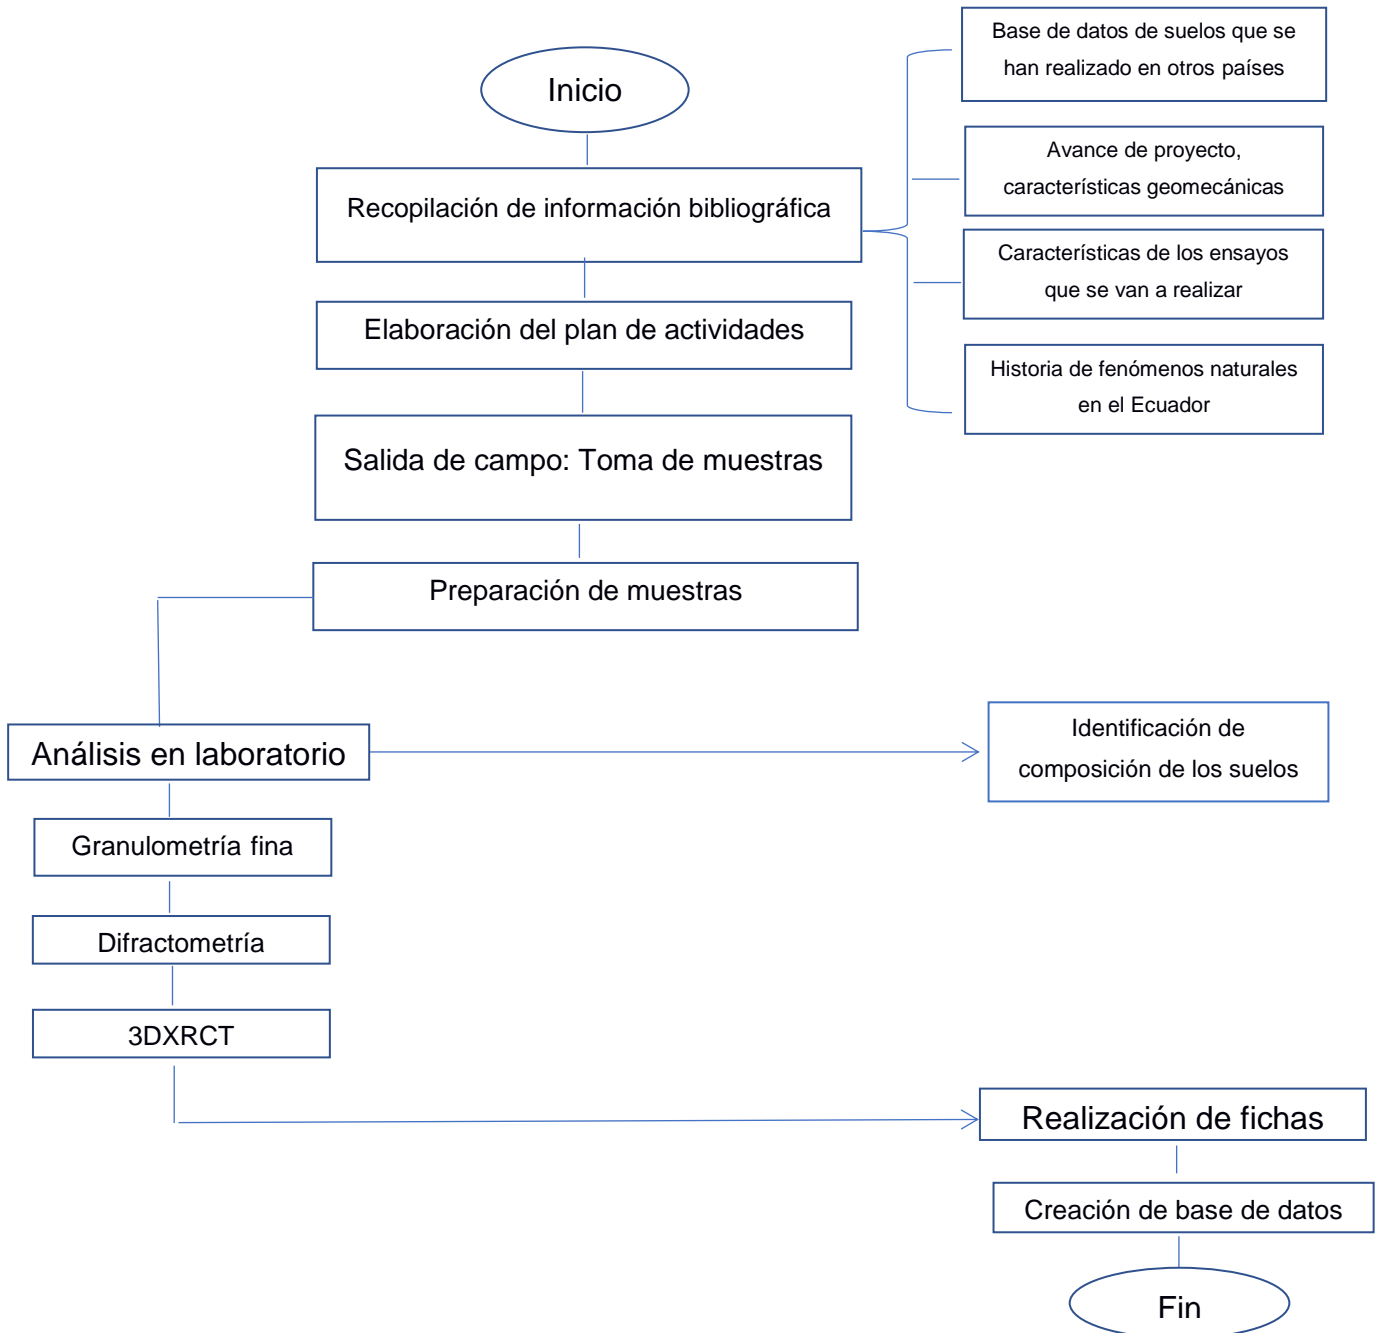 Inicio
Recopilación de información bibliográfica
Base de datos de suelos que se
han realizado en otros países
Avance de proyecto,
características geomecánicas
Características de los ensayos
que se van a realizar
Historia de fenómenos naturales
en el Ecuador
Elaboración del plan de actividades
Salida de campo: Toma de muestras
Preparación de muestras
Análisis en laboratorio
Identificación de
composición de los suelos
Granulometría fina
Difractometría
3DXRCT
Realización de fichas
Creación de base de datos
Fin